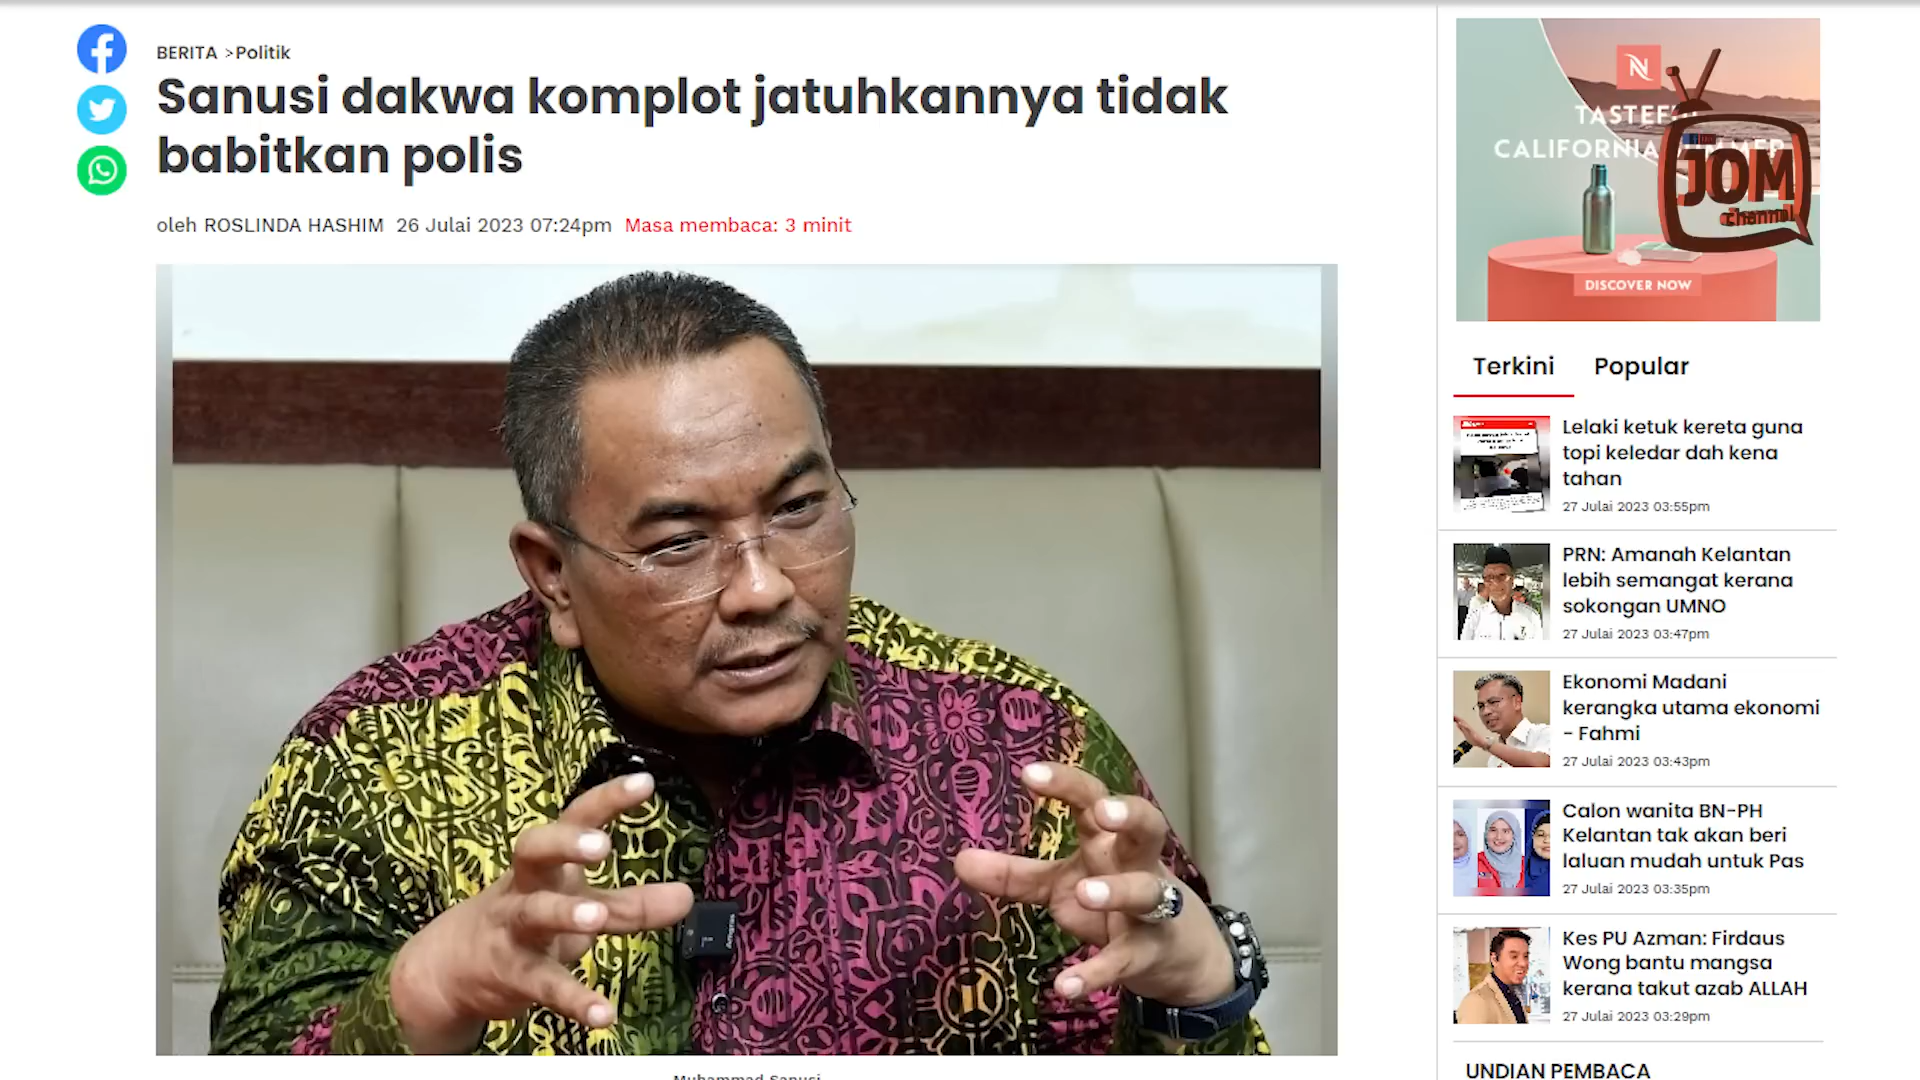 BERITA >Politik
Sanusi dakwa komplot jatuhkannya tidak
babitkan polis
oleh ROSLINDA HASHIM 26 Julai 2023 07:24pm Masa membaca: 3 minit
Muhammad Sanusi
N
CALIFORNIA
DISCOVER NOW
JOM
channel
Terkini Popular
Lelaki ketuk kereta guna
topi keledar dah kena
tahan
27 Julai 2023 03:55pm
PRN: Amanah Kelantan
lebih semangat kerana
sokongan UMNO
27 Julai 2023 03:47pm
Ekonomi Madani
kerangka utama ekonomi
- Fahmi
27 Julai 2023 03:43pm
Calon wanita BN-PH
Kelantan tak akan beri
laluan mudah untuk Pas
27 Julai 2023 03:35pm
Kes PU Azman: Firdaus
Wong bantu mangsa
kerana takut azab ALLAH
27 Julai 2023 03:29pm
UNDIAN PEMBACA